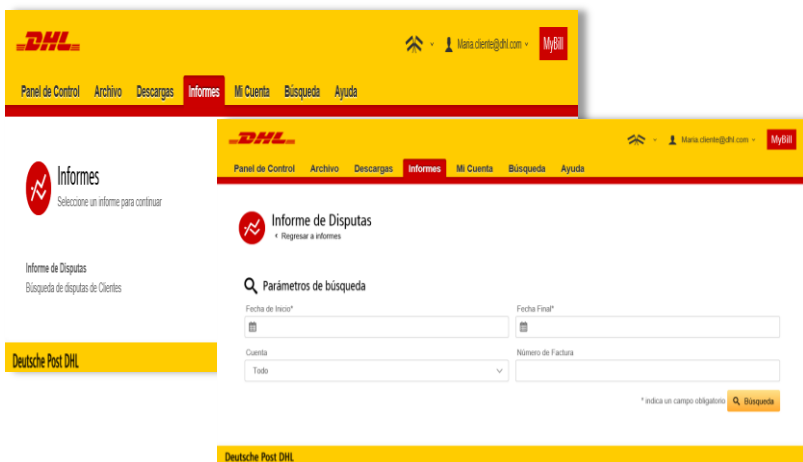 DHL
Maria.cliente@dhl.com
MyBill
Panel de Control Archivo Descargas Informes Mi Cuenta Búsqueda Ayuda
Informes
Seleccione un informe para continuar
Informe de Disputas
Búsqueda de disputas de Clientes
Deutsche Post DHL
DHL
Maria.cliente@dhl.com
MyBill
Panel de Control Archivo Descargas Informes Mi Cuenta Búsqueda Ayuda
Informe de Disputas
< Regresar a informes
Parámetros de búsqueda
Fecha de Inicio* Fecha Final*
Cuenta Número de Factura
Todo
* indica un campo obligatorio Búsqueda
Deutsche Post DHL